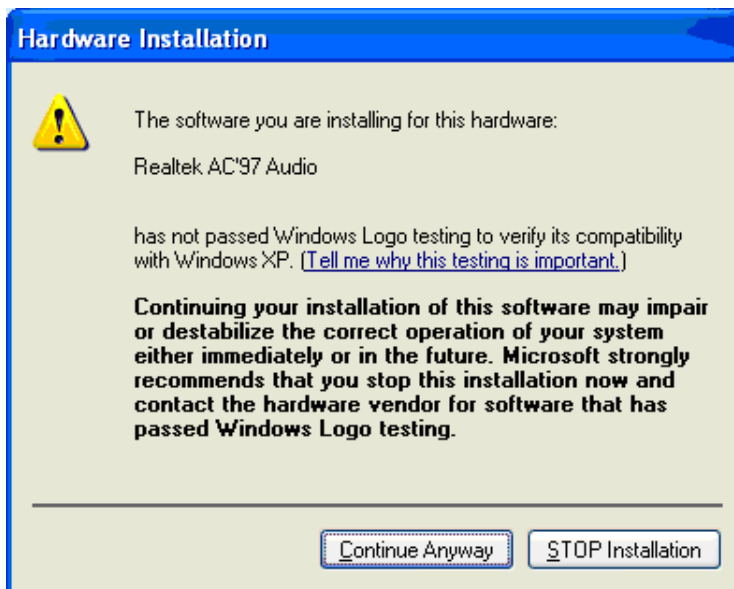 Hardware Installation
The software you are installing for this hardware:
Realtek AC'97 Audio
has not passed Windows Logo testing to verify its compatibility
with Windows XP. (Tell me why this testing is important.)
Continuing your installation of this software may impair
or destabilize the correct operation of your system
either immediately or in the future. Microsoft strongly
recommends that you stop this installation now and
contact the hardware vendor for software that has
passed Windows Logo testing.
Continue Anyway
STOP Installation